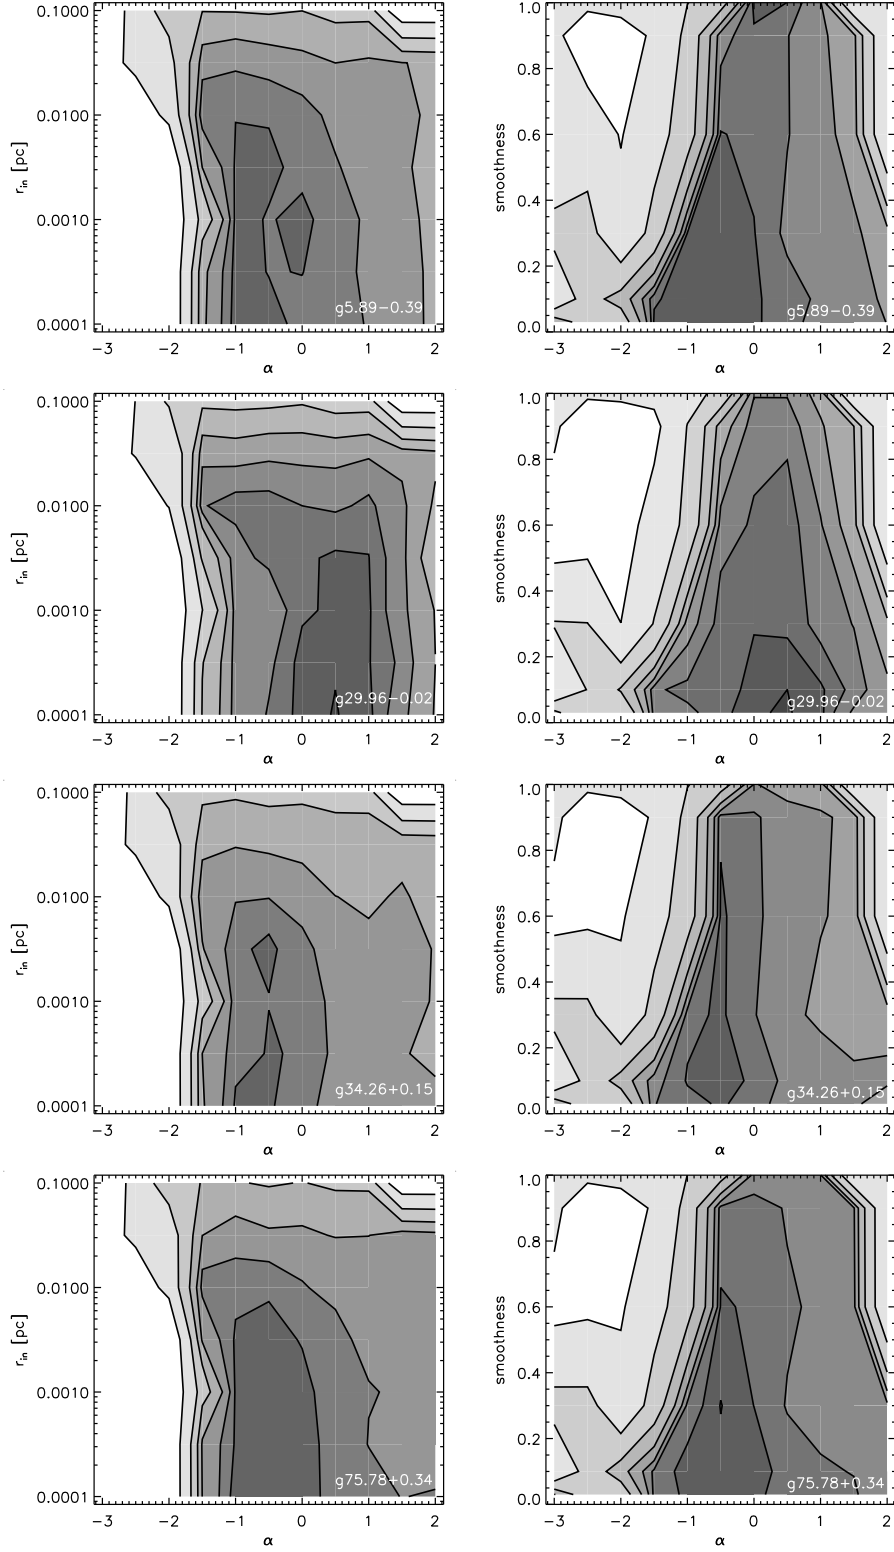 0.1000
0.0100
0.0010
0.0001
r_in [pc]
g5.89−0.39
−3 −2 −1 0 1 2
α
1.0
0.8
0.6
0.4
0.2
0.0
smoothness
g5.89−0.39
−3 −2 −1 0 1 2
α
0.1000
0.0100
0.0010
0.0001
r_in [pc]
g29.96−0.02
−3 −2 −1 0 1 2
α
1.0
0.8
0.6
0.4
0.2
0.0
smoothness
g29.96−0.02
−3 −2 −1 0 1 2
α
0.1000
0.0100
0.0010
0.0001
r_in [pc]
g34.26+0.15
−3 −2 −1 0 1 2
α
1.0
0.8
0.6
0.4
0.2
0.0
smoothness
g34.26+0.15
−3 −2 −1 0 1 2
α
0.1000
0.0100
0.0010
0.0001
r_in [pc]
g75.78+0.34
−3 −2 −1 0 1 2
α
1.0
0.8
0.6
0.4
0.2
0.0
smoothness
g75.78+0.34
−3 −2 −1 0 1 2
α